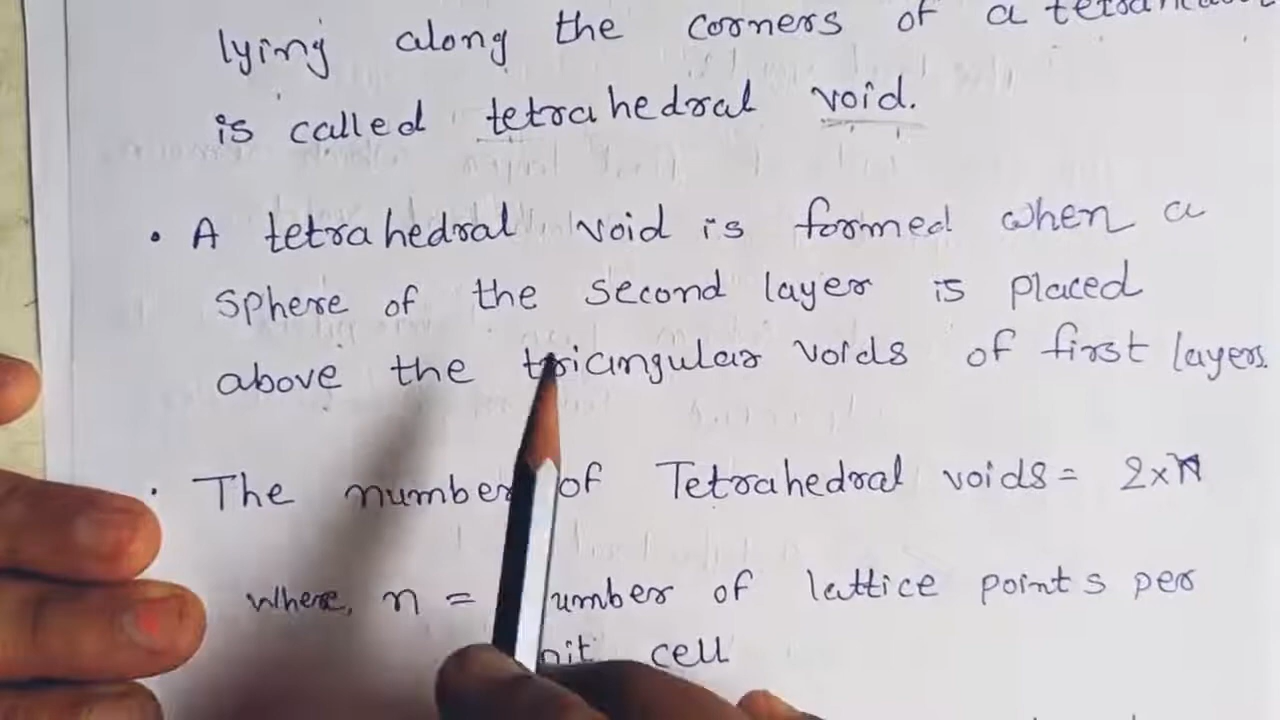 lying along the corners of a
is called tetrahedral void.
• A tetrahedral void is formed when a
sphere of the second layer is placed
above the triangular voids of first layers.
• The number of Tetrahedral voids = 2×n
where, n = umber of lattice points per
nit cell